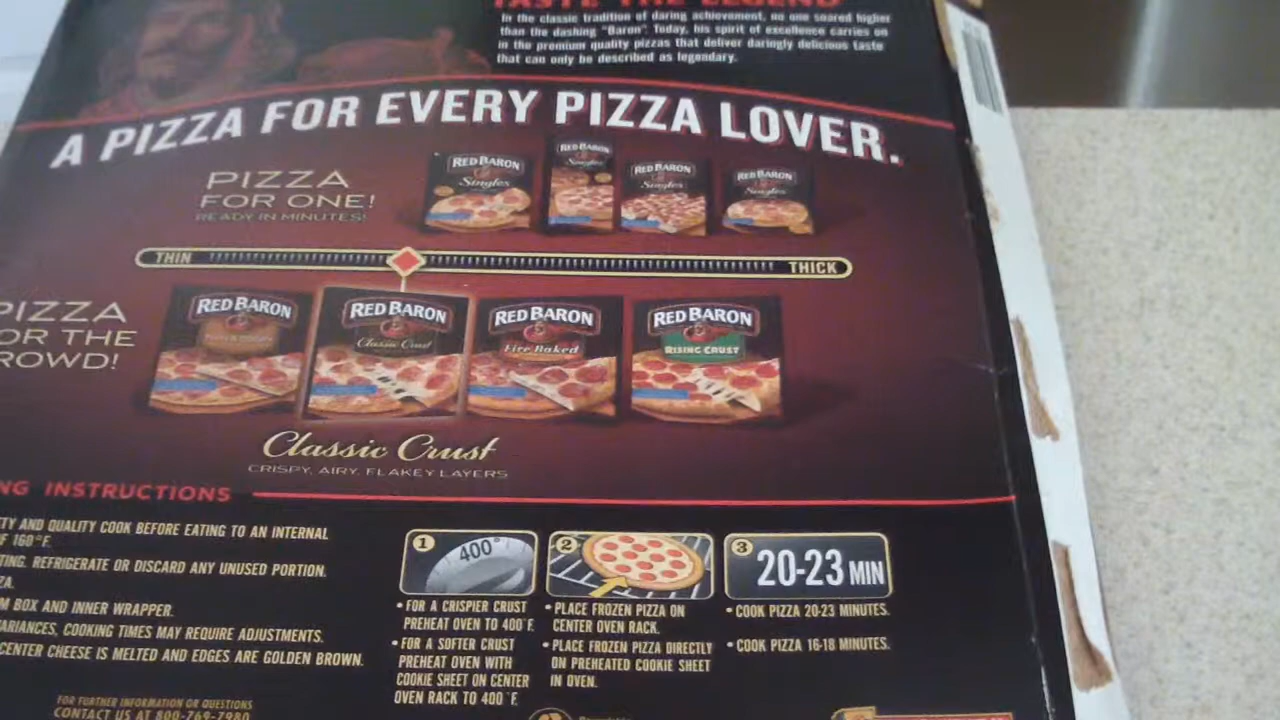 TASTE THE LEGEND
In the classic tradition of daring achievement, no one soared higher
than the dashing "Baron". Today, his spirit of excellence carries on
in the premium quality pizzas that deliver daringly delicious taste
that can only be described as legendary.
A PIZZA FOR EVERY PIZZA LOVER.
PIZZA
FOR ONE!
READY IN MINUTES!
RED BARON
Singles
RED BARON
Singles
RED BARON
Singles
RED BARON
Singles
THIN
THICK
PIZZA
OR THE
ROWD!
RED BARON
RED BARON
Classic Crust
RED BARON
Fire Baked
RED BARON
RISING CRUST
Classic Crust
CRISPY, AIRY, FLAKEY LAYERS
NG INSTRUCTIONS
TY AND QUALITY COOK BEFORE EATING TO AN INTERNAL
F 160°F.
TING. REFRIGERATE OR DISCARD ANY UNUSED PORTION.
ZA.
M BOX AND INNER WRAPPER.
ARIANCES, COOKING TIMES MAY REQUIRE ADJUSTMENTS.
CENTER CHEESE IS MELTED AND EDGES ARE GOLDEN BROWN.
FOR FURTHER INFORMATION OR QUESTIONS
CONTACT US AT 800-769-7980
1
400°
• FOR A CRISPIER CRUST
PREHEAT OVEN TO 400°F.
• FOR A SOFTER CRUST
PREHEAT OVEN WITH
COOKIE SHEET ON CENTER
OVEN RACK TO 400°F.
2
• PLACE FROZEN PIZZA ON
CENTER OVEN RACK.
• PLACE FROZEN PIZZA DIRECTLY
ON PREHEATED COOKIE SHEET
IN OVEN.
3
20-23 MIN
• COOK PIZZA 20-23 MINUTES.
• COOK PIZZA 16-18 MINUTES.